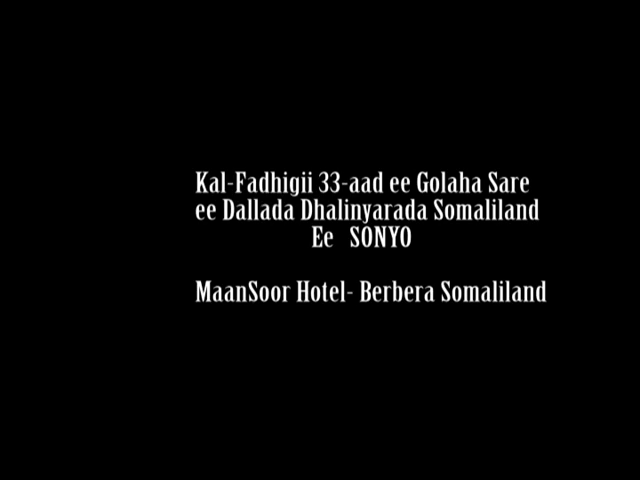 Kal-Fadhigii 33-aad ee Golaha Sare
ee Dallada Dhalinyarada Somaliland
Ee SONYO
MaanSoor Hotel- Berbera Somaliland